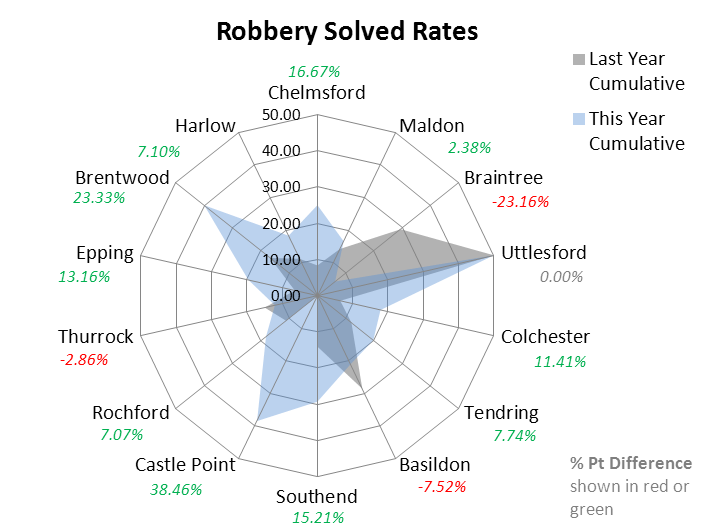 Robbery Solved Rates
Last Year
Cumulative
This Year
Cumulative
16.67%
Chelmsford
Maldon
2.38%
Braintree
-23.16%
Uttlesford
0.00%
Colchester
11.41%
Tendring
7.74%
Basildon
-7.52%
Southend
15.21%
Castle Point
38.46%
Rochford
7.07%
Thurrock
-2.86%
Epping
13.16%
Brentwood
23.33%
Harlow
7.10%
50.00
40.00
30.00
20.00
10.00
0.00
% Pt Difference
shown in red or
green